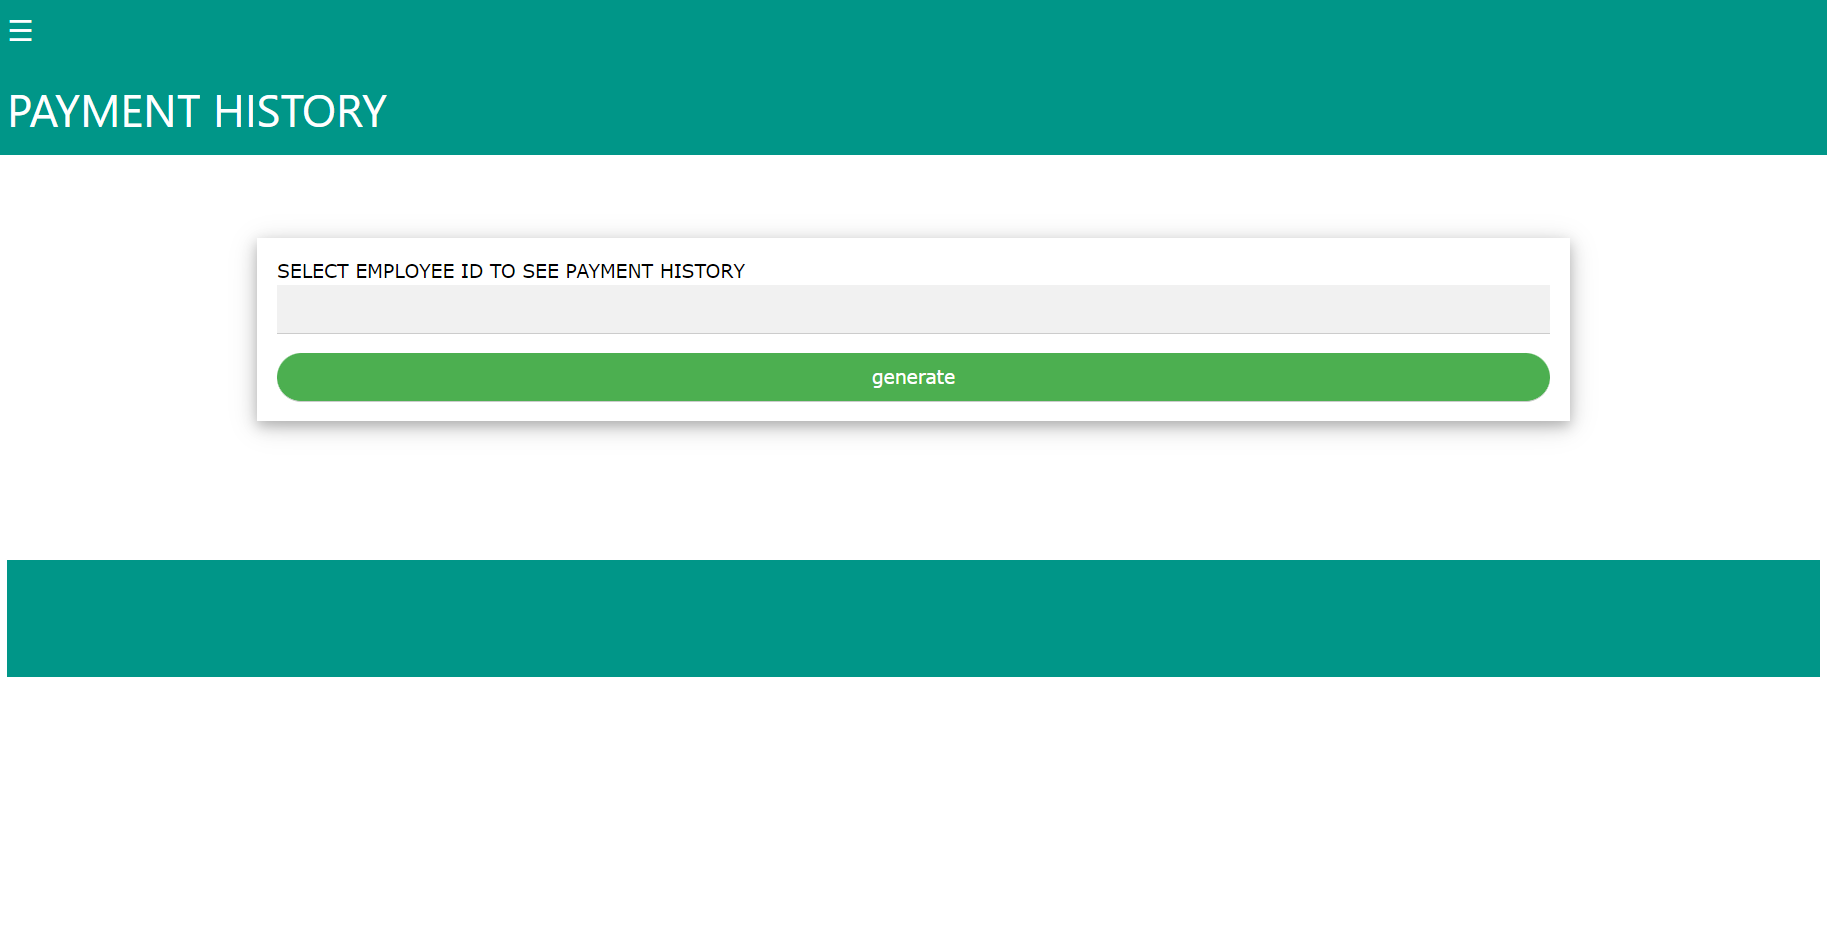 ☰
PAYMENT HISTORY
SELECT EMPLOYEE ID TO SEE PAYMENT HISTORY
generate